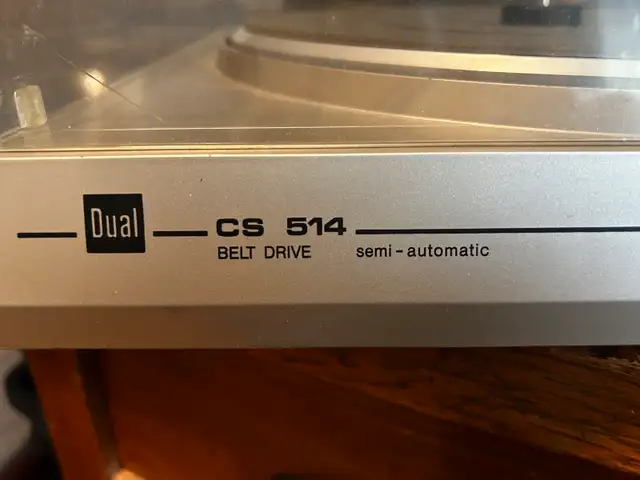 Dual CS 514
BELT DRIVE semi-automatic